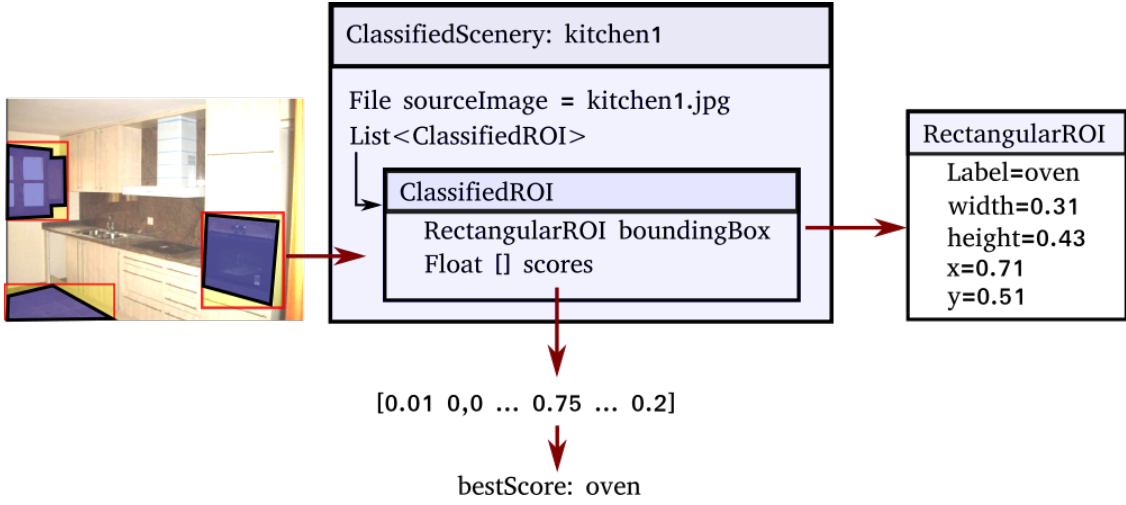 ClassifiedScenery: kitchen1
File sourceImage = kitchen1.jpg
List<ClassifiedROI>
ClassifiedROI
RectangularROI boundingBox
Float [] scores
RectangularROI
Label=oven
width=0.31
height=0.43
x=0.71
y=0.51
[0.01 0,0 ... 0.75 ... 0.2]
bestScore: oven